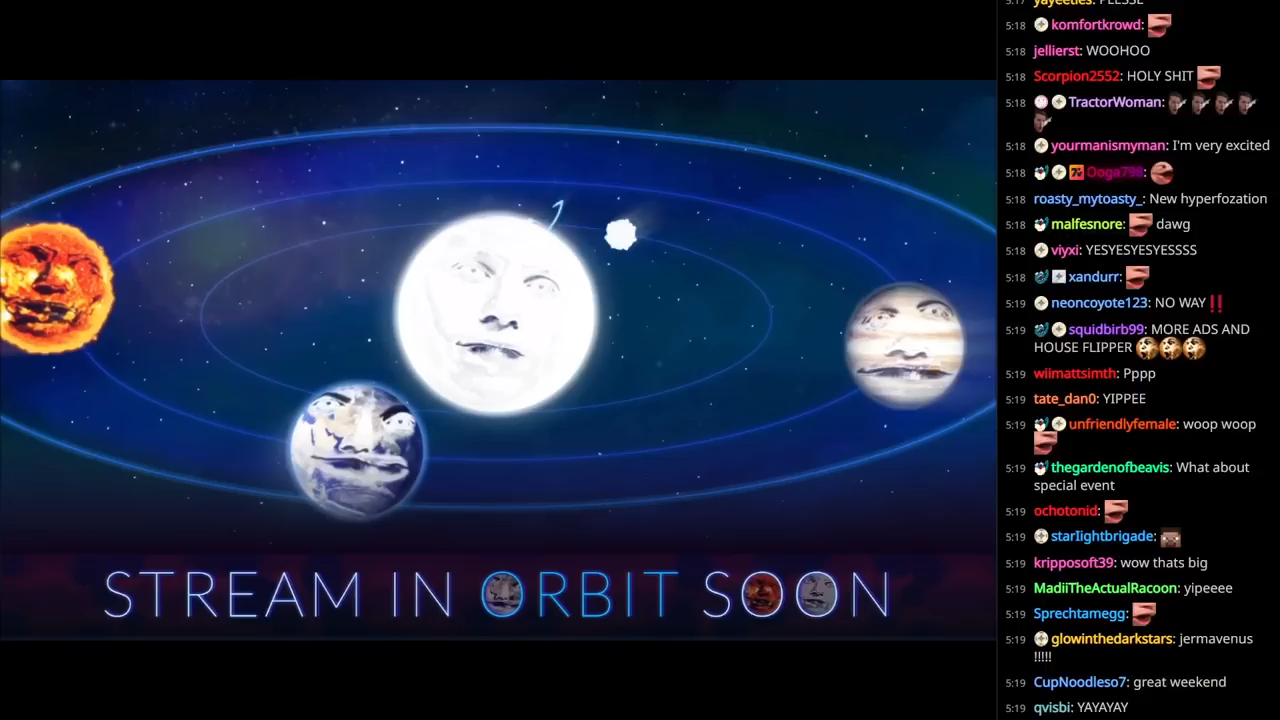 STREAM IN ORBIT SOON
5:17 yayeeties: PLESSE
5:18 komfortkrowd:
5:18 jellierst: WOOHOO
5:18 Scorpion2552: HOLY SHIT
5:18 TractorWoman:
5:18 yourmanismyman: I'm very excited
5:18 Ooga798:
5:18 roasty_mytoasty_: New hyperfozation
5:18 malfesnore: dawg
5:18 viyxi: YESYESYESYESSSS
5:18 xandurr:
5:19 neoncoyote123: NO WAY‼️
5:19 squidbirb99: MORE ADS AND
HOUSE FLIPPER
5:19 wiimattsimth: Pppp
5:19 tate_dan0: YIPPEE
5:19 unfriendlyfemale: woop woop
5:19 thegardenofbeavis: What about
special event
5:19 ochotonid:
5:19 starlightbrigade:
5:19 kripposoft39: wow thats big
5:19 MadiiTheActualRacoon: yipeeee
5:19 Sprechtamegg:
5:19 glowinthedarkstars: jermavenus
!!!!!
5:19 CupNoodleso7: great weekend
5:19 qvisbi: YAYAYAY